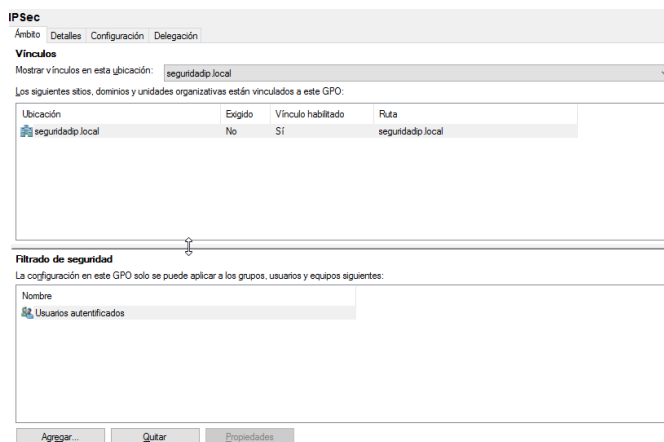 IPSec
Ámbito Detalles Configuración Delegación
Vínculos
Mostrar vínculos en esta ubicación: seguridadip.local
Los siguientes sitios, dominios y unidades organizativas están vinculados a este GPO:
Ubicación Exigido Vínculo habilitado Ruta
seguridadip.local No Sí seguridadip.local
Filtrado de seguridad
La configuración en este GPO solo se puede aplicar a los grupos, usuarios y equipos siguientes:
Nombre
Usuarios autentificados
Agregar... Quitar Propiedades